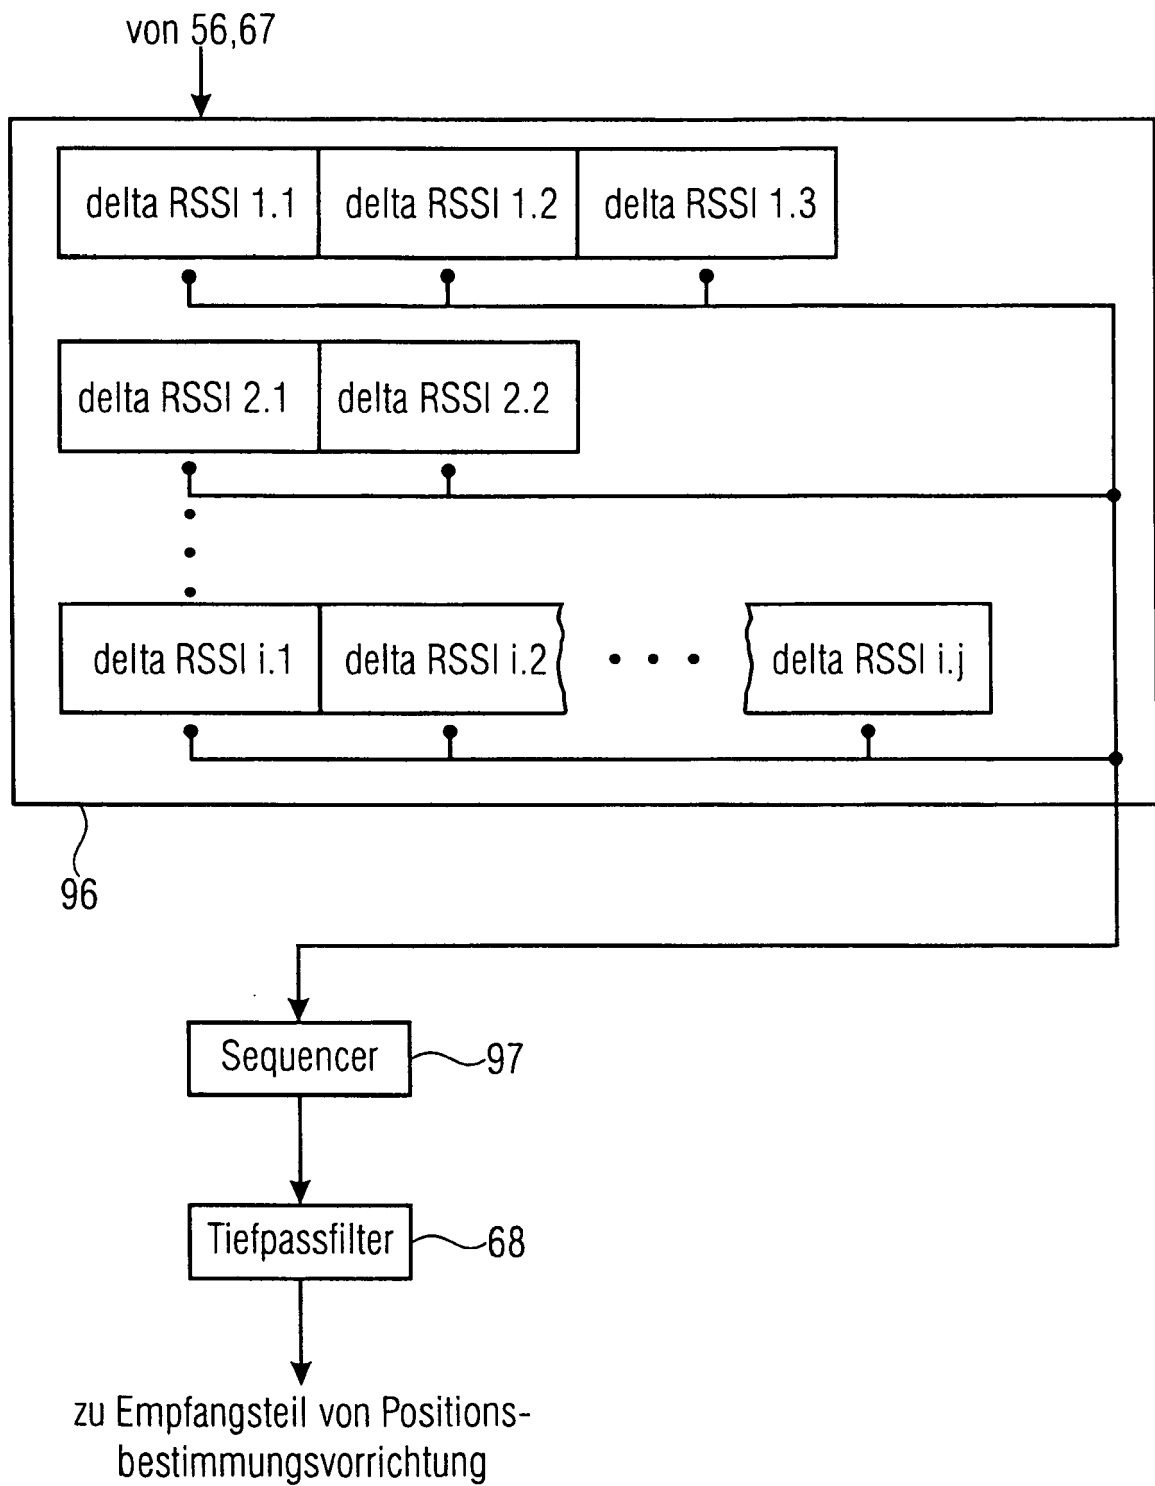 von 56,67
delta RSSI 1.1 delta RSSI 1.2 delta RSSI 1.3
delta RSSI 2.1 delta RSSI 2.2
delta RSSI i.1 delta RSSI i.2 • • • delta RSSI i.j
96
Sequencer 97
Tiefpassfilter 68
zu Empfangsteil von Positions-
bestimmungsvorrichtung